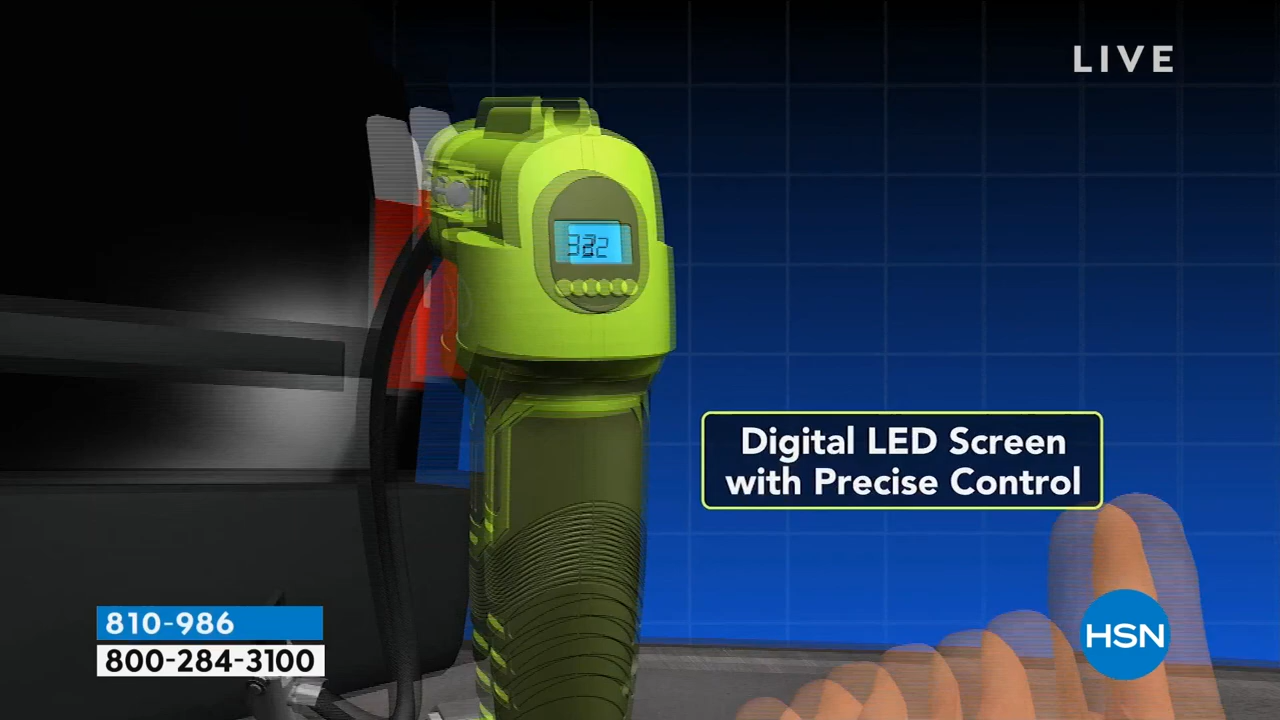 LIVE
Digital LED Screen
with Precise Control
810-986
800-284-3100
HSN